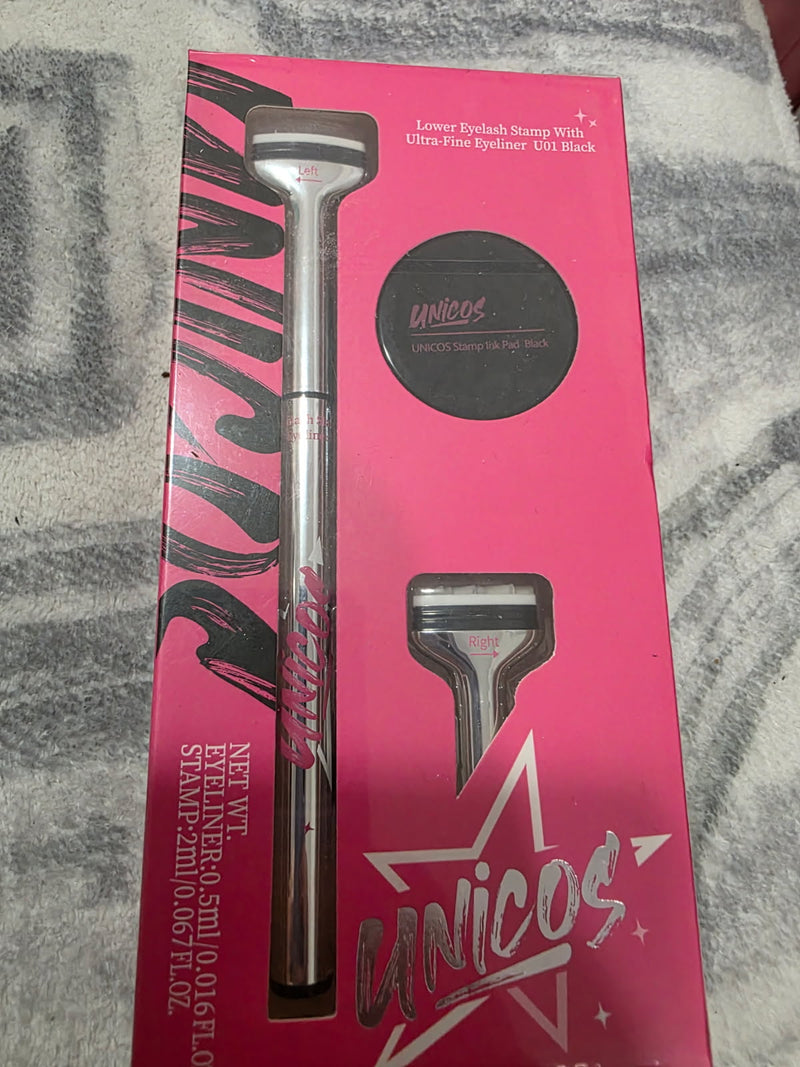 Lower Eyelash Stamp With
Ultra-Fine Eyeliner U01 Black
Left
UNICOS
UNICOS
UNICOS Stamp Ink Pad Black
UNICOS
Right
NET WT.
EYELINER:0.5ml/0.016FL.O
STAMP:2ml/0.067FL.OZ.
UNICOS